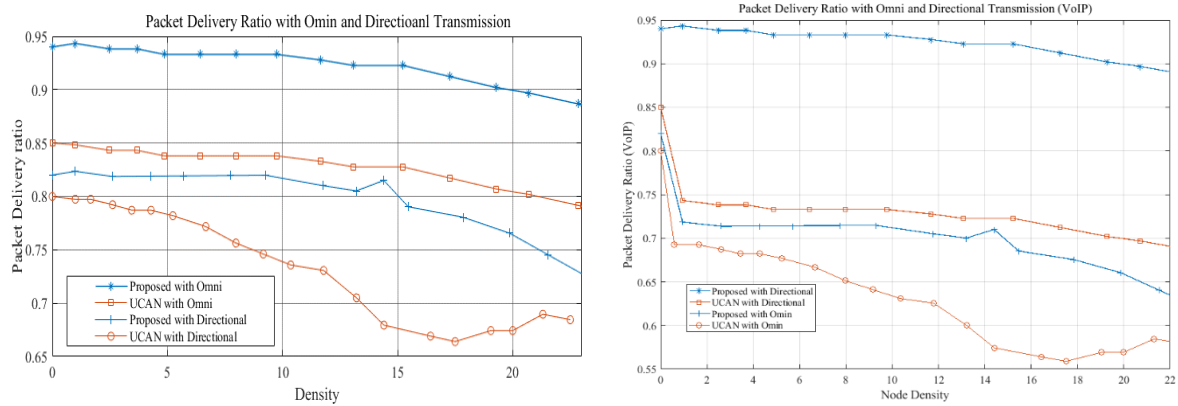 Packet Delivery Ratio with Omin and Directioanl Transmission
Packet Delivery ratio
0.95
0.9
0.85
0.8
0.75
0.7
0.65
Proposed with Omni
UCAN with Omni
Proposed with Directional
UCAN with Directional
0 5 10 15 20
Density
Packet Delivery Ratio with Omni and Directional Transmission (VoIP)
Packet Delivery Ratio (VoIP)
0.95
0.9
0.85
0.8
0.75
0.7
0.65
0.6
0.55
Proposed with Directional
UCAN with Directional
Proposed with Omin
UCAN with Omin
0 2 4 6 8 10 12 14 16 18 20 22
Node Density